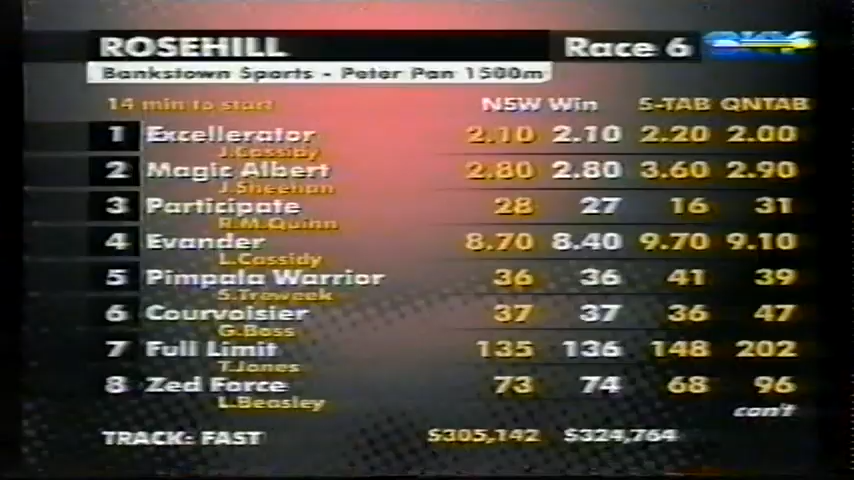 ROSEHILL Race 6
Bankstown Sports - Peter Pan 1500m
14 min to start NSW Win S-TAB QNTAB
1 Excellerator 2.10 2.10 2.20 2.00
J.Cassidy
2 Magic Albert 2.80 2.80 3.60 2.90
J.Sheehan
3 Participate 28 27 16 31
R.M.Quinn
4 Evander 8.70 8.40 9.70 9.10
L.Cassidy
5 Pimpala Warrior 36 36 41 39
S.Treweek
6 Courvoisier 37 37 36 47
G.Boss
7 Full Limit 135 136 148 202
T.Jones
8 Zed Force 73 74 68 96
L.Beasley
con't
TRACK: FAST $305,142 $324,764